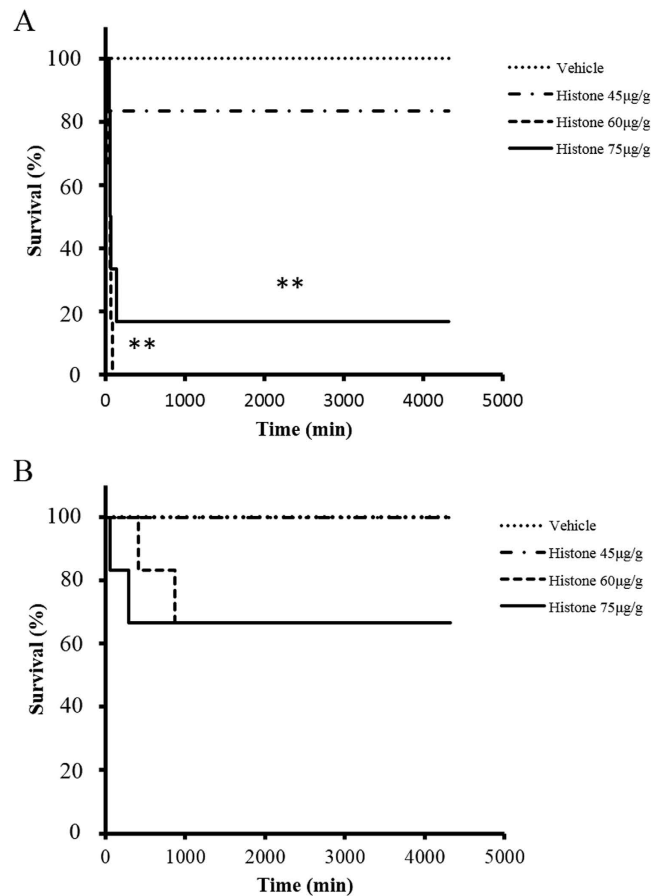 A
Survival (%)
100
80
60
40
20
0
**
**
0 1000 2000 3000 4000 5000
Time (min)
Vehicle
Histone 45µg/g
Histone 60µg/g
Histone 75µg/g
B
Survival (%)
100
80
60
40
20
0
0 1000 2000 3000 4000 5000
Time (min)
Vehicle
Histone 45µg/g
Histone 60µg/g
Histone 75µg/g